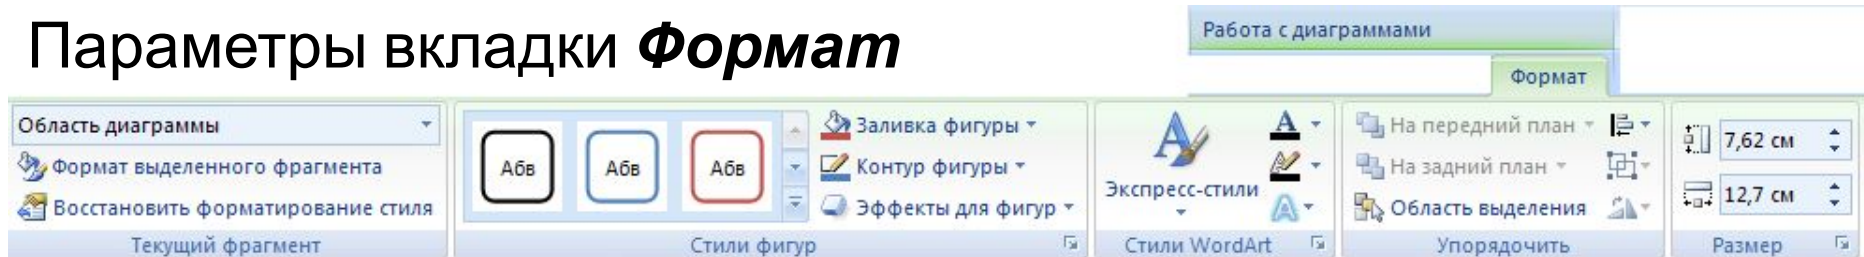 Параметры вкладки Формат
Работа с диаграммами
Формат
Область диаграммы
Формат выделенного фрагмента
Восстановить форматирование стиля
Текущий фрагмент
Абв Абв Абв
Заливка фигуры
Контур фигуры
Эффекты для фигур
Стили фигур
Экспресс-стили
Стили WordArt
На передний план
На задний план
Область выделения
Упорядочить
7,62 см
12,7 см
Размер